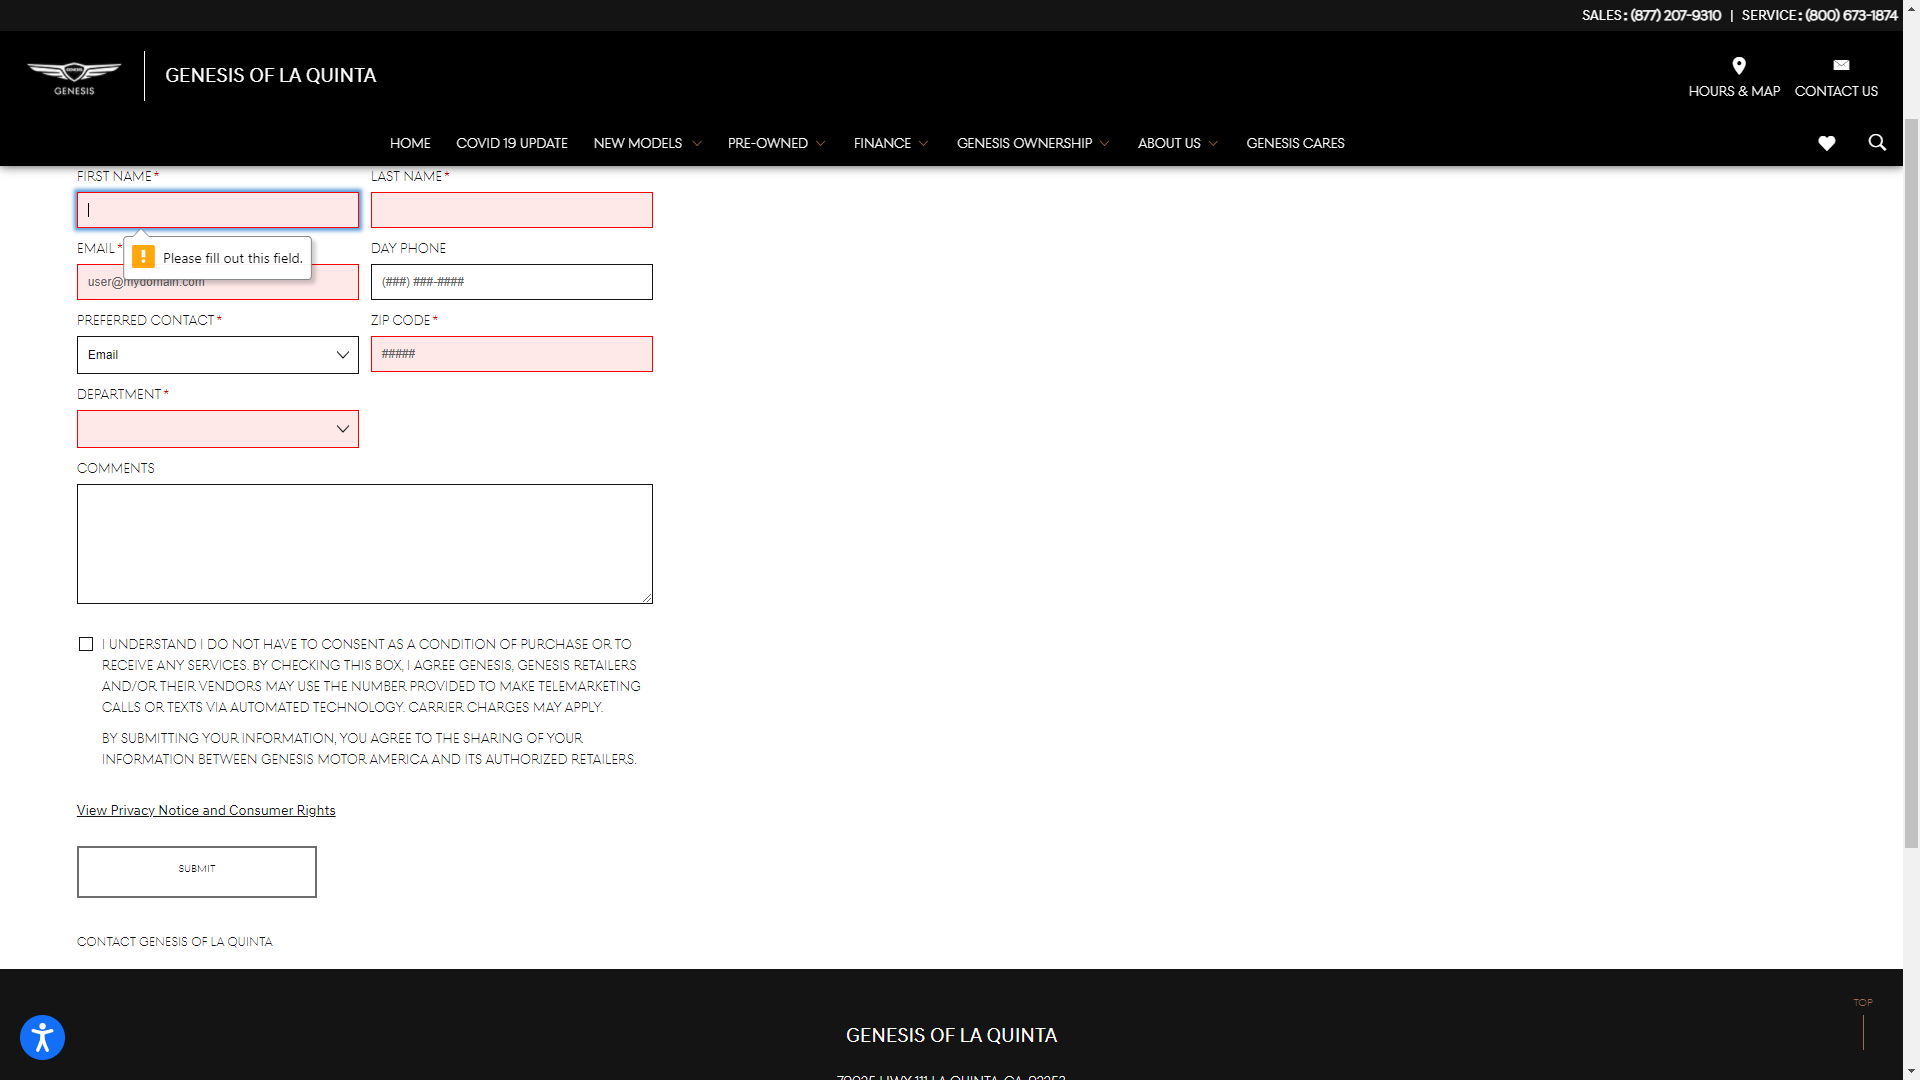 SALES : (877) 207-9310 | SERVICE : (800) 673-1874
GENESIS
GENESIS OF LA QUINTA
HOURS & MAP
CONTACT US
HOME
COVID 19 UPDATE
NEW MODELS
PRE-OWNED
FINANCE
GENESIS OWNERSHIP
ABOUT US
GENESIS CARES
FIRST NAME*
LAST NAME*
EMAIL*
Please fill out this field.
DAY PHONE
user@mydomain.com
(###) ###-####
PREFERRED CONTACT*
ZIP CODE*
Email
#####
DEPARTMENT*
COMMENTS
I UNDERSTAND I DO NOT HAVE TO CONSENT AS A CONDITION OF PURCHASE OR TO
RECEIVE ANY SERVICES. BY CHECKING THIS BOX, I AGREE GENESIS, GENESIS RETAILERS
AND/OR THEIR VENDORS MAY USE THE NUMBER PROVIDED TO MAKE TELEMARKETING
CALLS OR TEXTS VIA AUTOMATED TECHNOLOGY. CARRIER CHARGES MAY APPLY.
BY SUBMITTING YOUR INFORMATION, YOU AGREE TO THE SHARING OF YOUR
INFORMATION BETWEEN GENESIS MOTOR AMERICA AND ITS AUTHORIZED RETAILERS.
View Privacy Notice and Consumer Rights
SUBMIT
CONTACT GENESIS OF LA QUINTA
TOP
GENESIS OF LA QUINTA
79025 HWY 111 LA QUINTA, CA, 92253